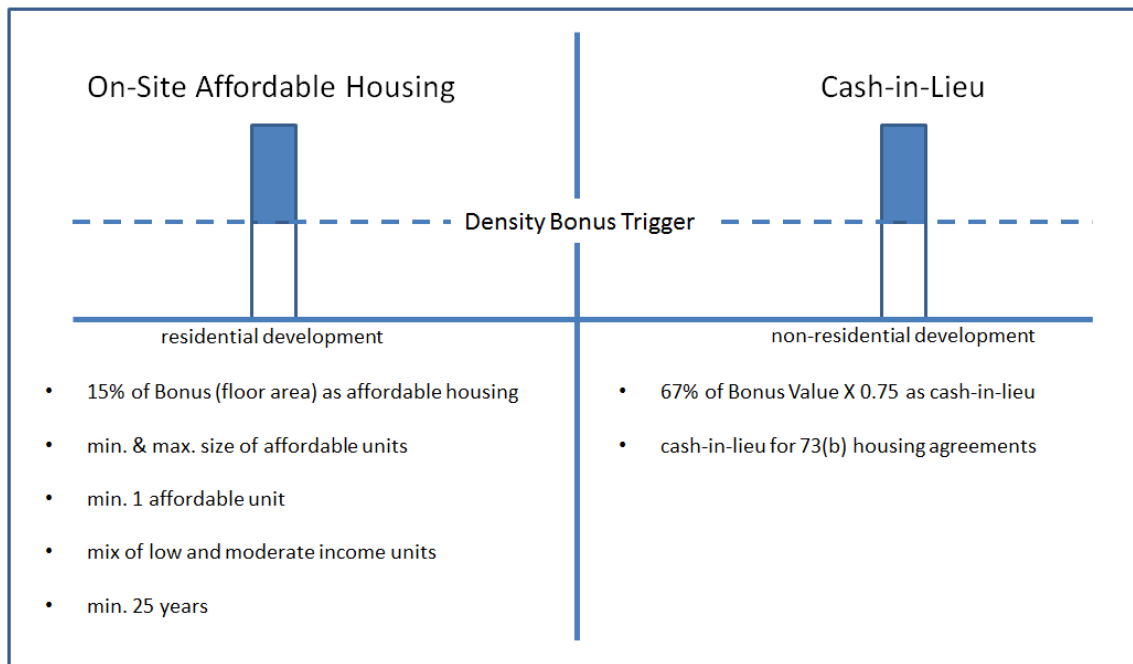 On-Site Affordable Housing
Cash-in-Lieu
Density Bonus Trigger
residential development
non-residential development
• 15% of Bonus (floor area) as affordable housing
• min. & max. size of affordable units
• min. 1 affordable unit
• mix of low and moderate income units
• min. 25 years
• 67% of Bonus Value X 0.75 as cash-in-lieu
• cash-in-lieu for 73(b) housing agreements